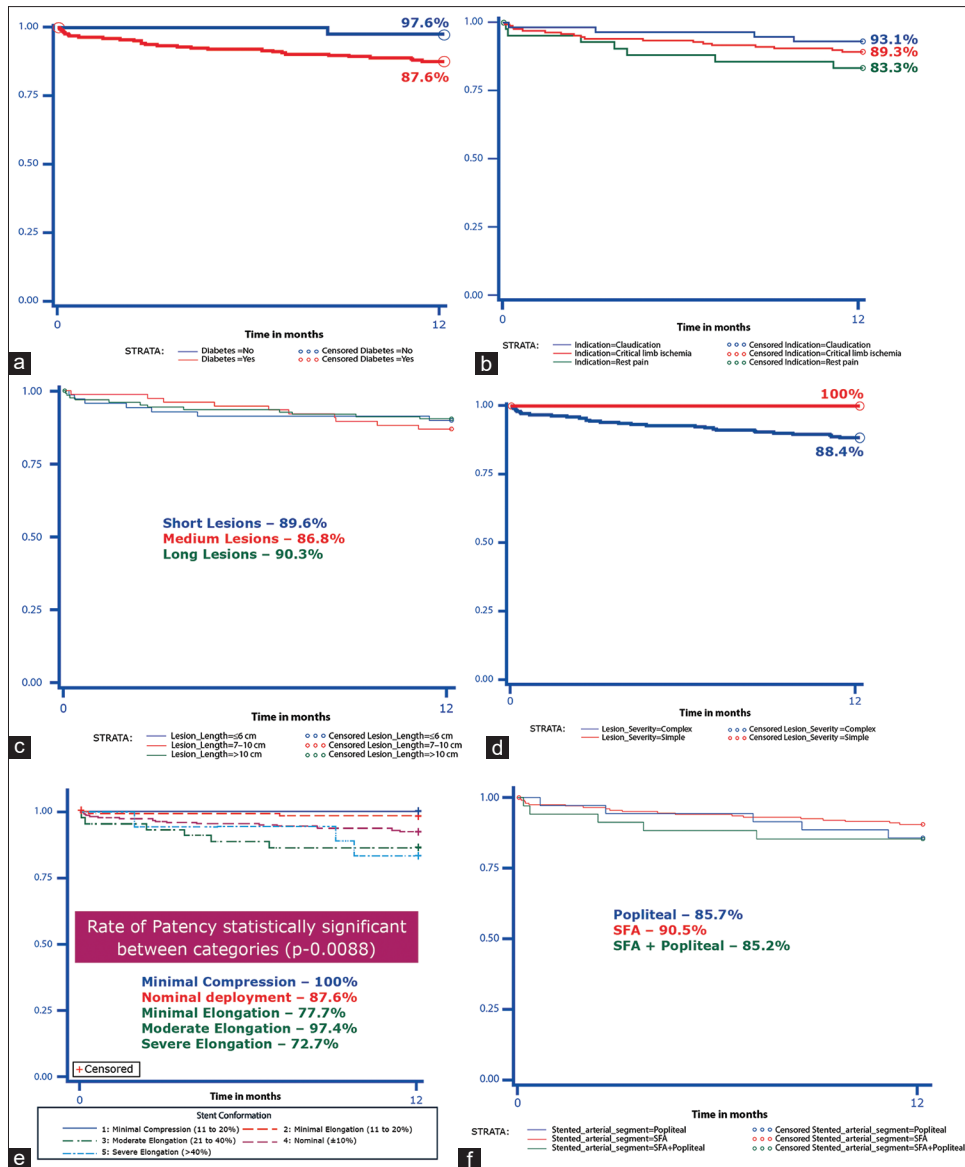 1.00
97.6%
87.6%
0.75
0.50
0.25
0.00
0
12
Time in months
STRATA:
Diabetes =No
Censored Diabetes =No
Diabetes =Yes
Censored Diabetes =Yes
a
1.00
93.1%
89.3%
83.3%
0.75
0.50
0.25
0.00
0
12
Time in months
STRATA:
Indication=Claudication
Censored Indication=Claudication
Indication=Critical limb ischemia
Censored Indication=Critical limb ischemia
Indication=Rest pain
Censored Indication=Rest pain
b
1.00
0.75
0.50
0.25
0.00
Short Lesions – 89.6%
Medium Lesions – 86.8%
Long Lesions – 90.3%
0
12
Time in months
STRATA:
Lesion_Length=≤6 cm
Censored Lesion_Length=≤6 cm
Lesion_Length=7–10 cm
Censored Lesion_Length=7–10 cm
Lesion_Length=>10 cm
Censored Lesion_Length=>10 cm
c
100%
1.00
88.4%
0.75
0.50
0.25
0.00
0
12
Time in months
STRATA:
Lesion_Severity=Complex
Censored Lesion_Severity=Complex
Lesion_Severity=Simple
Censored Lesion_Severity=Simple
d
1.00
0.75
0.50
0.25
0.00
Rate of Patency statistically significant
between categories (p-0.0088)
Minimal Compression – 100%
Nominal deployment – 87.6%
Minimal Elongation – 77.7%
Moderate Elongation – 97.4%
Severe Elongation – 72.7%
+ Censored
0
12
Time in months
Stent Conformation
1: Minimal Compression (11 to 20%)
2: Minimal Elongation (11 to 20%)
3: Moderate Elongation (21 to 40%)
4: Nominal (±10%)
5: Severe Elongation (>40%)
e
1.00
0.75
0.50
0.25
0.00
Popliteal – 85.7%
SFA – 90.5%
SFA + Popliteal – 85.2%
0
12
Time in months
STRATA:
Stented_arterial_segment=Popliteal
Censored Stented_arterial_segment=Popliteal
Stented_arterial_segment=SFA
Censored Stented_arterial_segment=SFA
Stented_arterial_segment=SFA+Popliteal
Censored Stented_arterial_segment=SFA+Popliteal
f